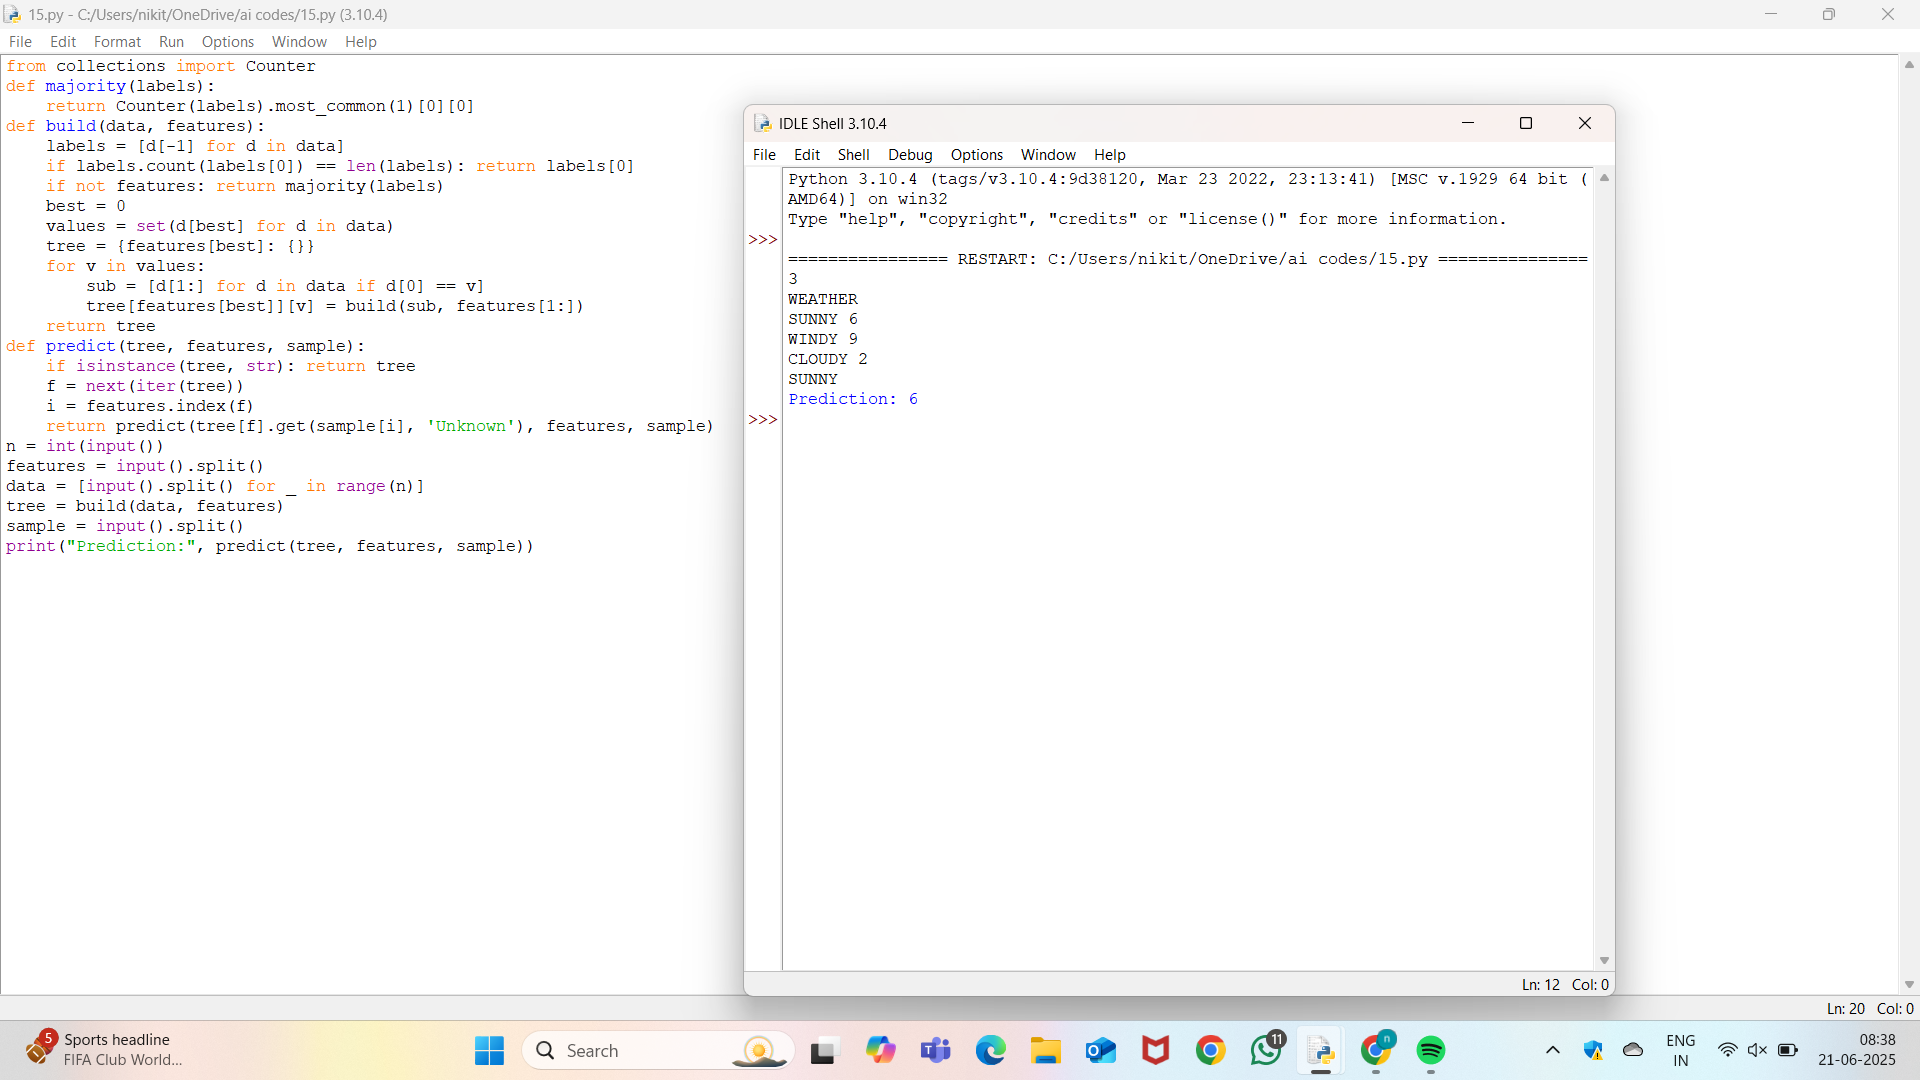 15.py - C:/Users/nikit/OneDrive/ai codes/15.py (3.10.4)
File Edit Format Run Options Window Help
from collections import Counter
def majority(labels):
    return Counter(labels).most_common(1)[0][0]
def build(data, features):
    labels = [d[-1] for d in data]
    if labels.count(labels[0]) == len(labels): return labels[0]
    if not features: return majority(labels)
    best = 0
    values = set(d[best] for d in data)
    tree = {features[best]: {}}
    for v in values:
        sub = [d[1:] for d in data if d[0] == v]
        tree[features[best]][v] = build(sub, features[1:])
    return tree
def predict(tree, features, sample):
    if isinstance(tree, str): return tree
    f = next(iter(tree))
    i = features.index(f)
    return predict(tree[f].get(sample[i], 'Unknown'), features, sample)
n = int(input())
features = input().split()
data = [input().split() for _ in range(n)]
tree = build(data, features)
sample = input().split()
print("Prediction:", predict(tree, features, sample))
IDLE Shell 3.10.4
File Edit Shell Debug Options Window Help
Python 3.10.4 (tags/v3.10.4:9d38120, Mar 23 2022, 23:13:41) [MSC v.1929 64 bit (
AMD64)] on win32
Type "help", "copyright", "credits" or "license()" for more information.
>>>
================ RESTART: C:/Users/nikit/OneDrive/ai codes/15.py ===============
3
WEATHER
SUNNY 6
WINDY 9
CLOUDY 2
SUNNY
Prediction: 6
>>>
Ln: 12 Col: 0
Ln: 20 Col: 0
5
Sports headline
FIFA Club World...
Search
11
n
ENG
IN
08:38
21-06-2025